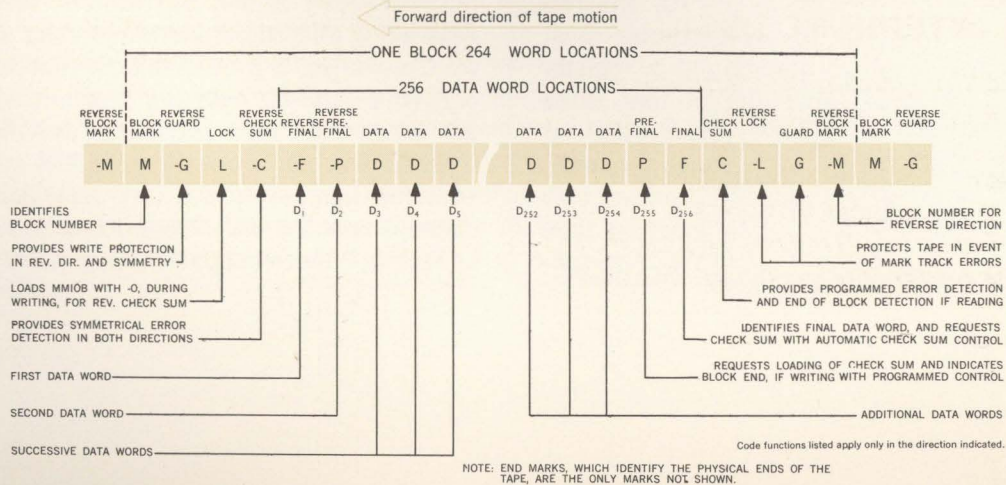 Forward direction of tape motion
ONE BLOCK 264 WORD LOCATIONS
256 DATA WORD LOCATIONS
REVERSE BLOCK MARK
BLOCK MARK
REVERSE GUARD
LOCK
REVERSE CHECK SUM
REVERSE FINAL
REVERSE PRE-FINAL
DATA
DATA
DATA
DATA
DATA
DATA
PRE-FINAL
FINAL
CHECK SUM
REVERSE LOCK
GUARD
REVERSE BLOCK MARK
BLOCK MARK
REVERSE GUARD
-M M -G L -C -F -P D D D D D D P F C -L G -M M -G
D1 D2 D3 D4 D5 D252 D253 D254 D255 D256
IDENTIFIES
BLOCK NUMBER
PROVIDES WRITE PROTECTION
IN REV. DIR. AND SYMMETRY
LOADS MMIOB WITH -0, DURING
WRITING, FOR REV. CHECK SUM
PROVIDES SYMMETRICAL ERROR
DETECTION IN BOTH DIRECTIONS
FIRST DATA WORD
SECOND DATA WORD
SUCCESSIVE DATA WORDS
BLOCK NUMBER FOR
REVERSE DIRECTION
PROTECTS TAPE IN EVENT
OF MARK TRACK ERRORS
PROVIDES PROGRAMMED ERROR DETECTION
AND END OF BLOCK DETECTION IF READING
IDENTIFIES FINAL DATA WORD, AND REQUESTS
CHECK SUM WITH AUTOMATIC CHECK SUM CONTROL
REQUESTS LOADING OF CHECK SUM AND INDICATES
BLOCK END, IF WRITING WITH PROGRAMMED CONTROL
ADDITIONAL DATA WORDS
Code functions listed apply only in the direction indicated.
NOTE: END MARKS, WHICH IDENTIFY THE PHYSICAL ENDS OF THE
TAPE, ARE THE ONLY MARKS NOT SHOWN.